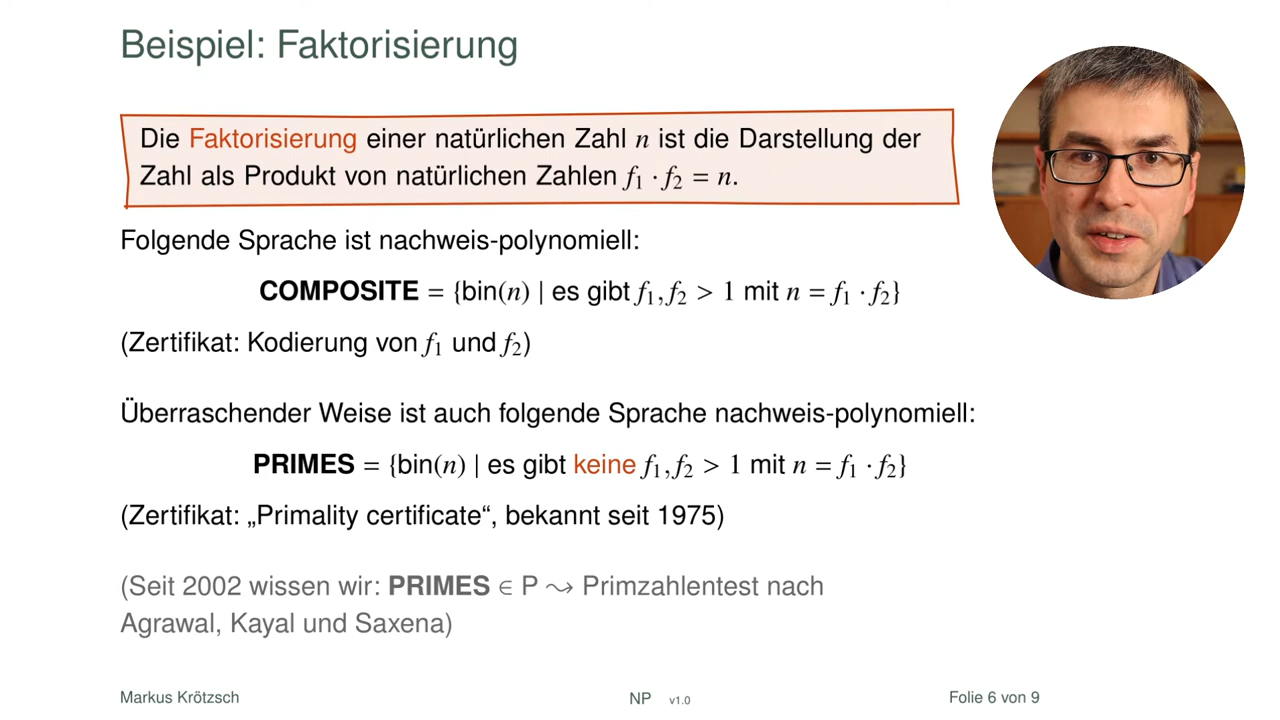 Beispiel: Faktorisierung
Die Faktorisierung einer natürlichen Zahl n ist die Darstellung der
Zahl als Produkt von natürlichen Zahlen f₁ · f₂ = n.
Folgende Sprache ist nachweis-polynomiell:
COMPOSITE = {bin(n) | es gibt f₁, f₂ > 1 mit n = f₁ · f₂}
(Zertifikat: Kodierung von f₁ und f₂)
Überraschender Weise ist auch folgende Sprache nachweis-polynomiell:
PRIMES = {bin(n) | es gibt keine f₁, f₂ > 1 mit n = f₁ · f₂}
(Zertifikat: „Primality certificate“, bekannt seit 1975)
(Seit 2002 wissen wir: PRIMES ∈ P ⤳ Primzahlentest nach
Agrawal, Kayal und Saxena)
Markus Krötzsch NP v1.0 Folie 6 von 9